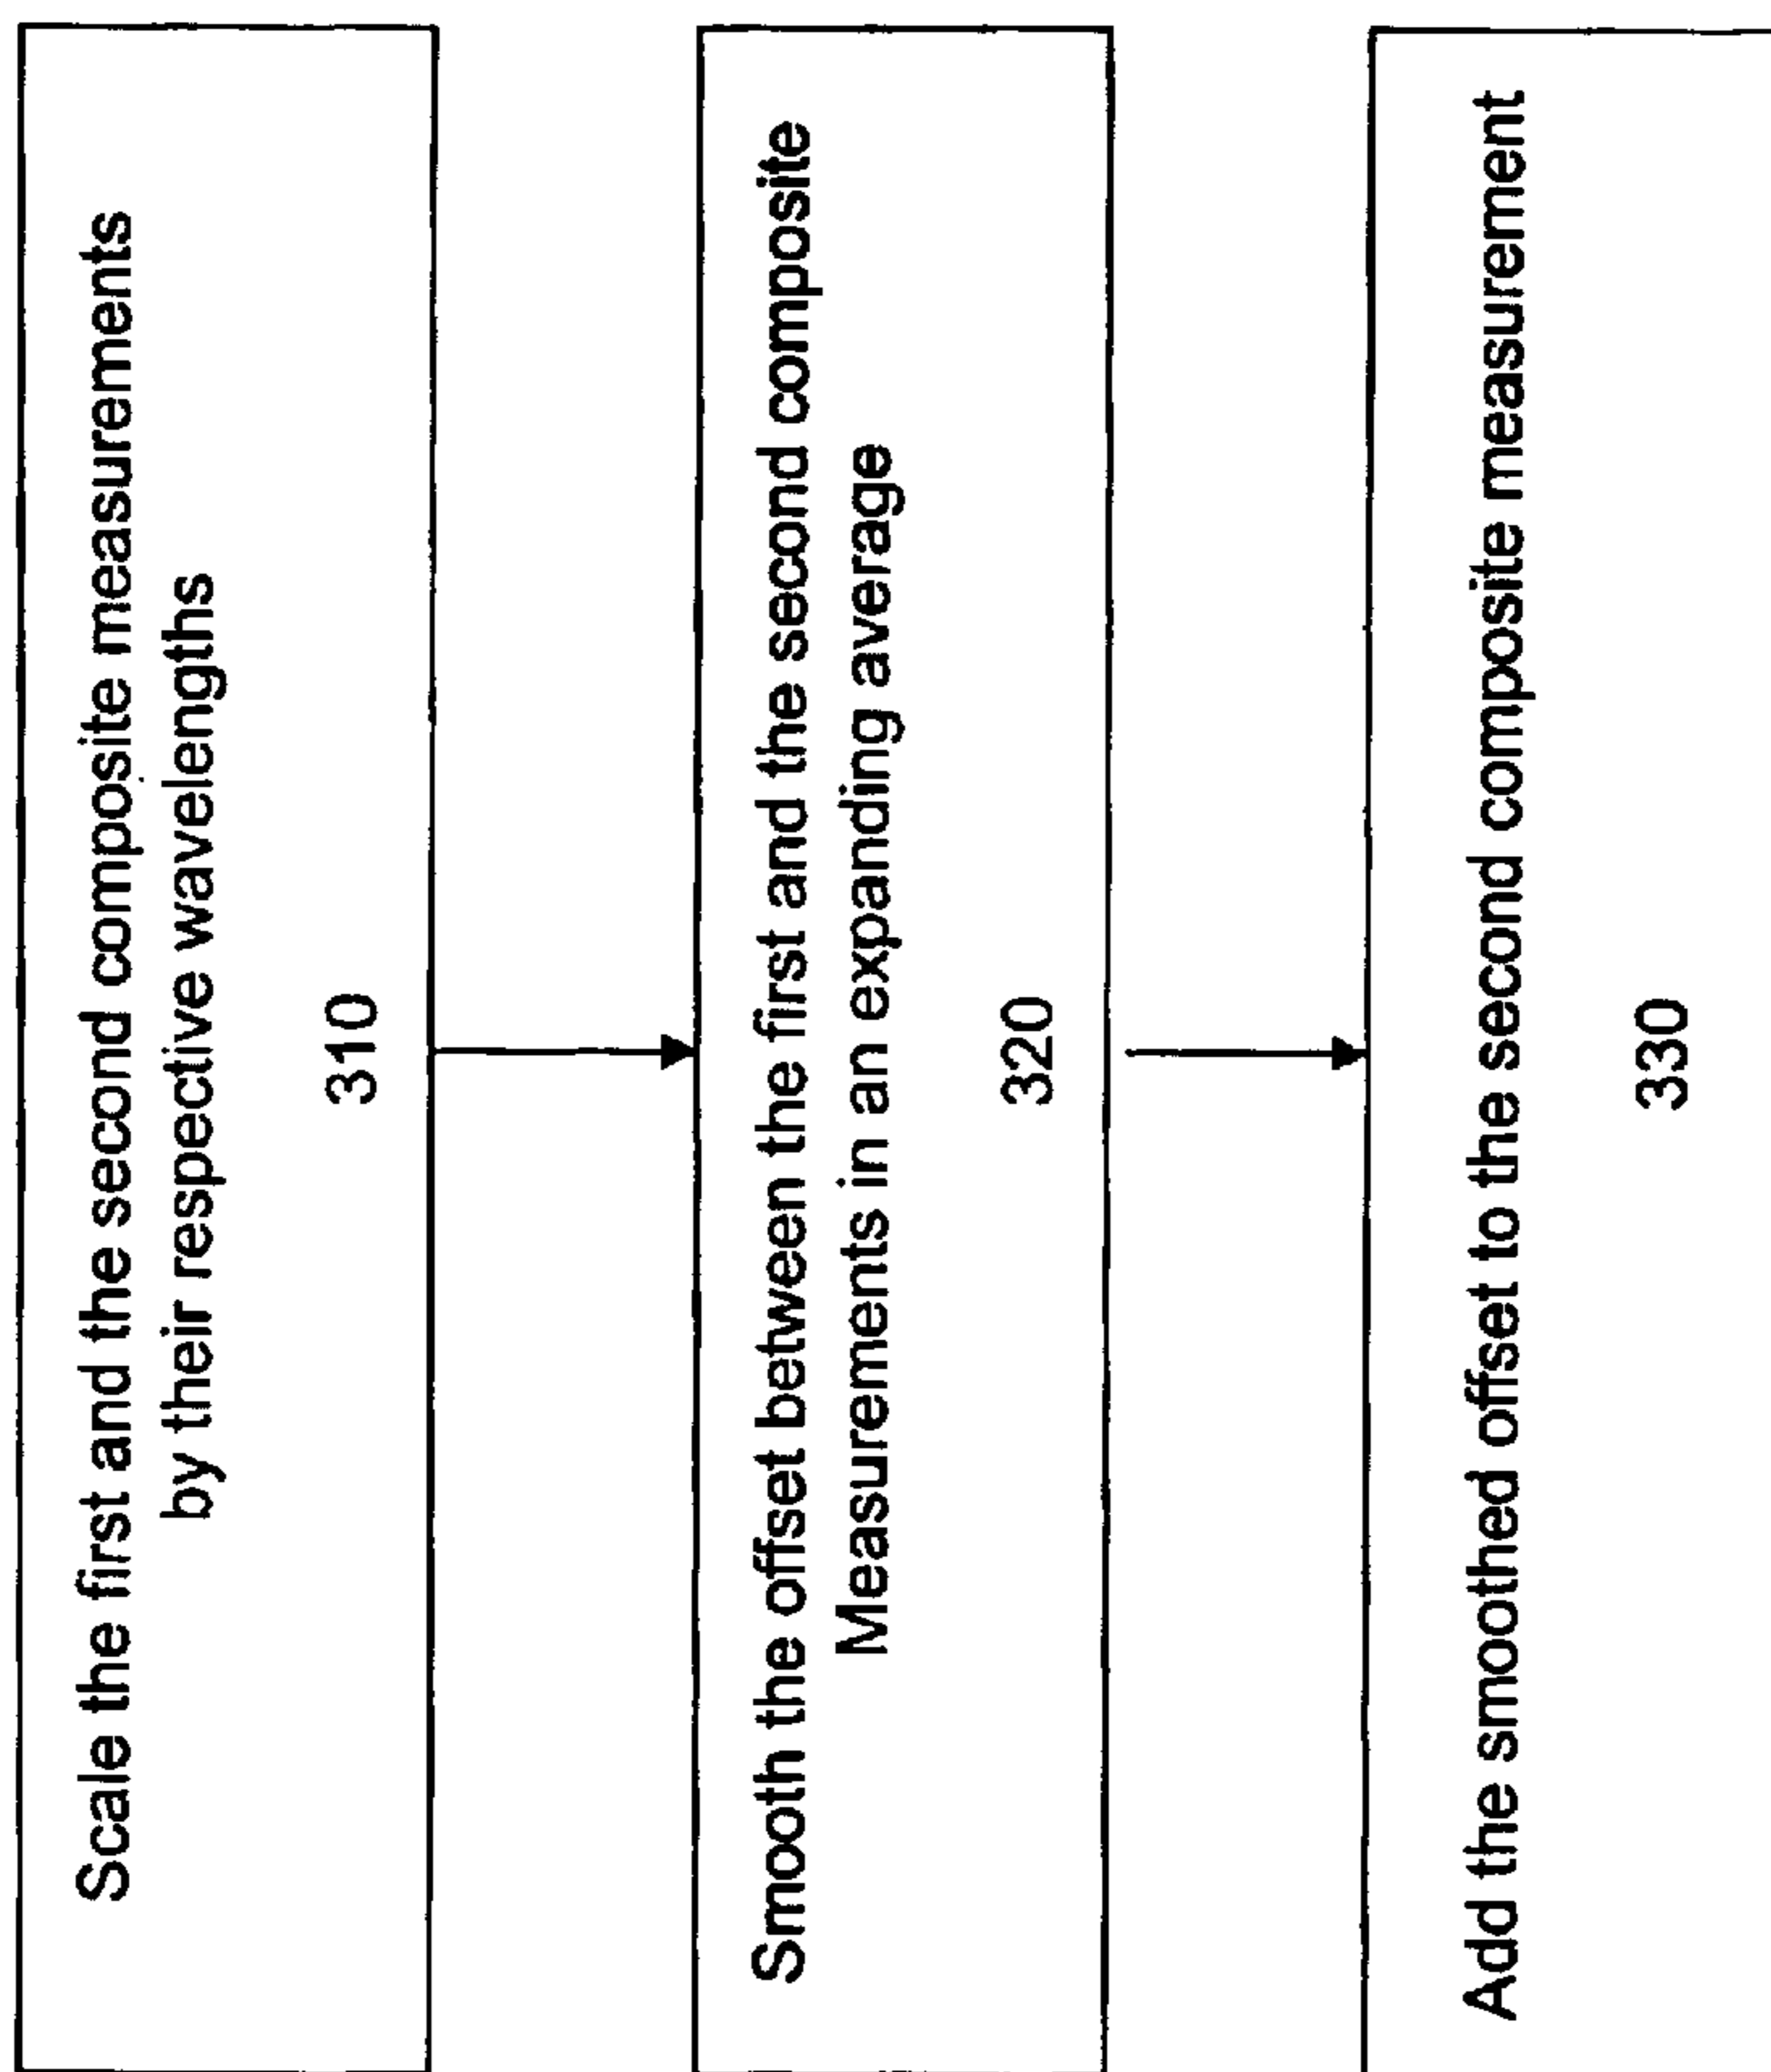 Scale the first and the second composite measurements
by their respective wavelengths
310
Smooth the offset between the first and the second composite
Measurements in an expanding average
320
Add the smoothed offset to the second composite measurement
330